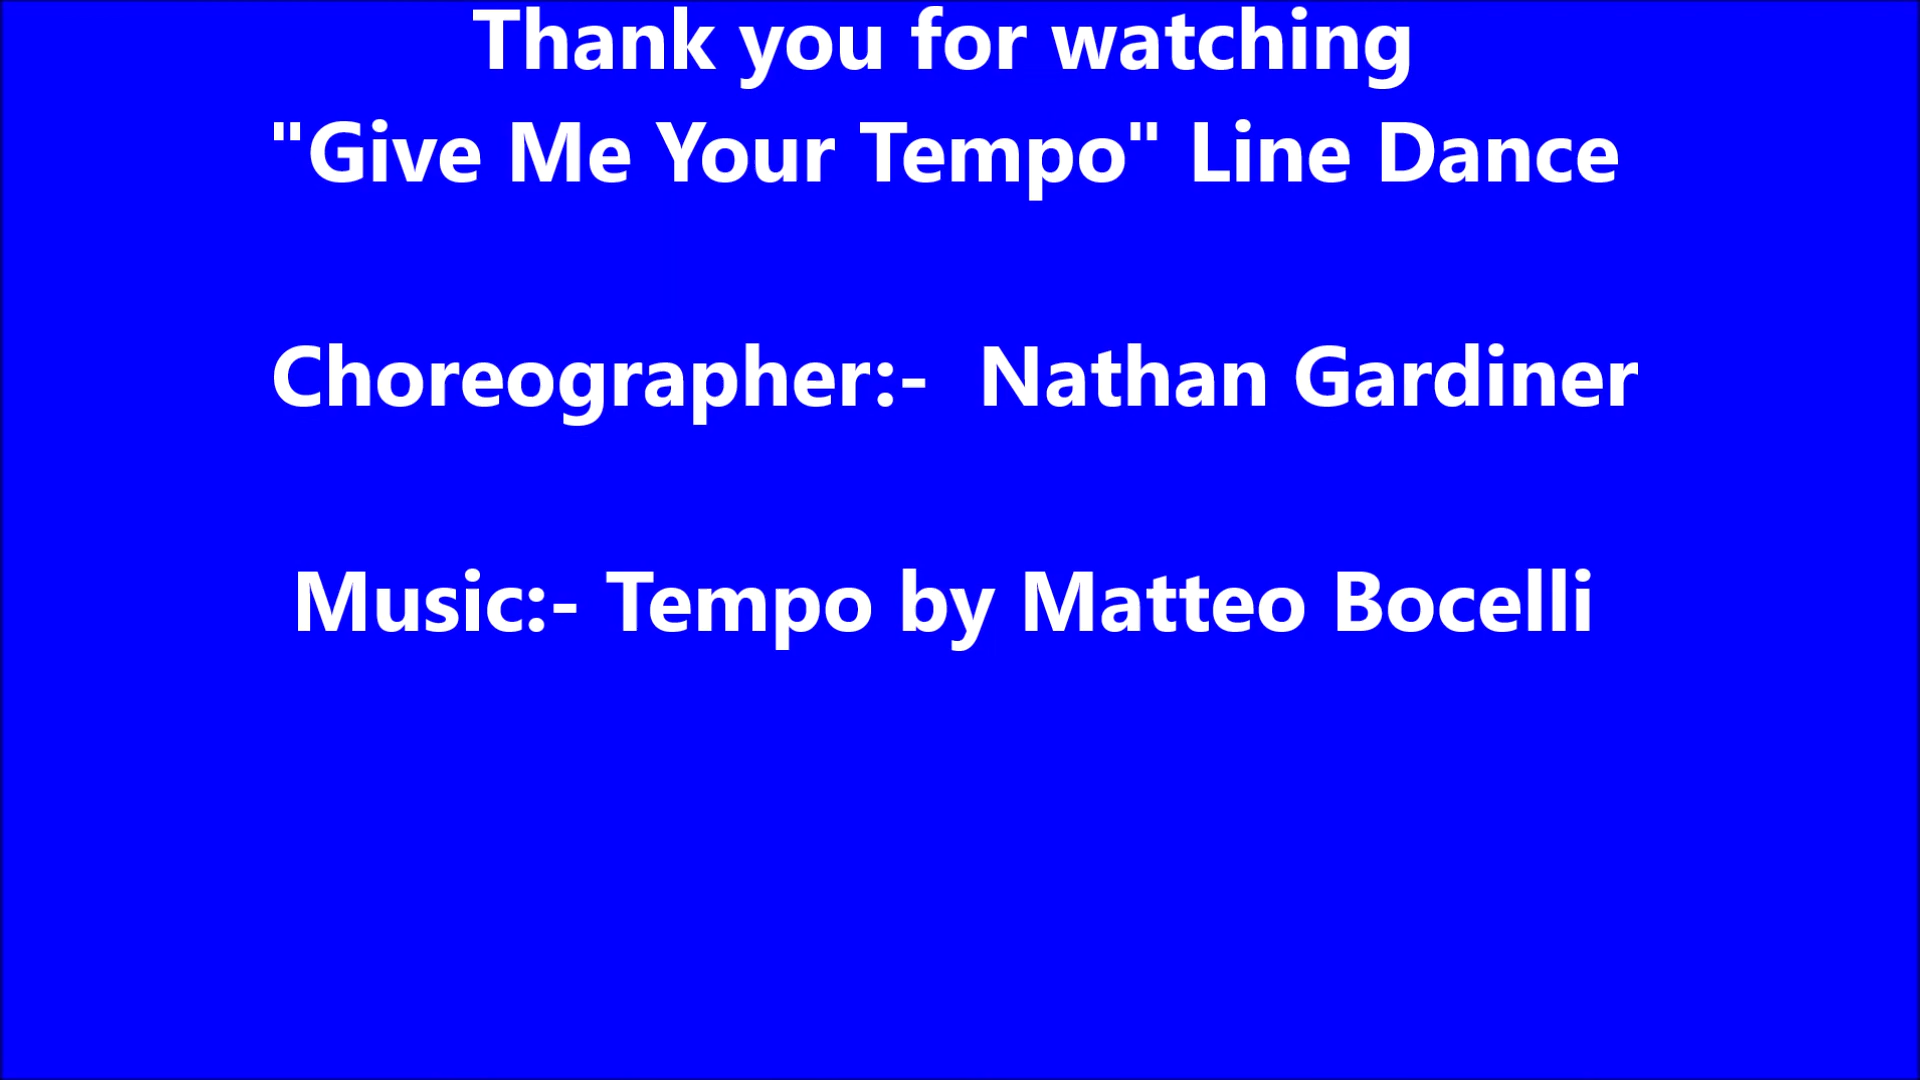 Thank you for watching
"Give Me Your Tempo" Line Dance
Choreographer:-  Nathan Gardiner
Music:- Tempo by Matteo Bocelli